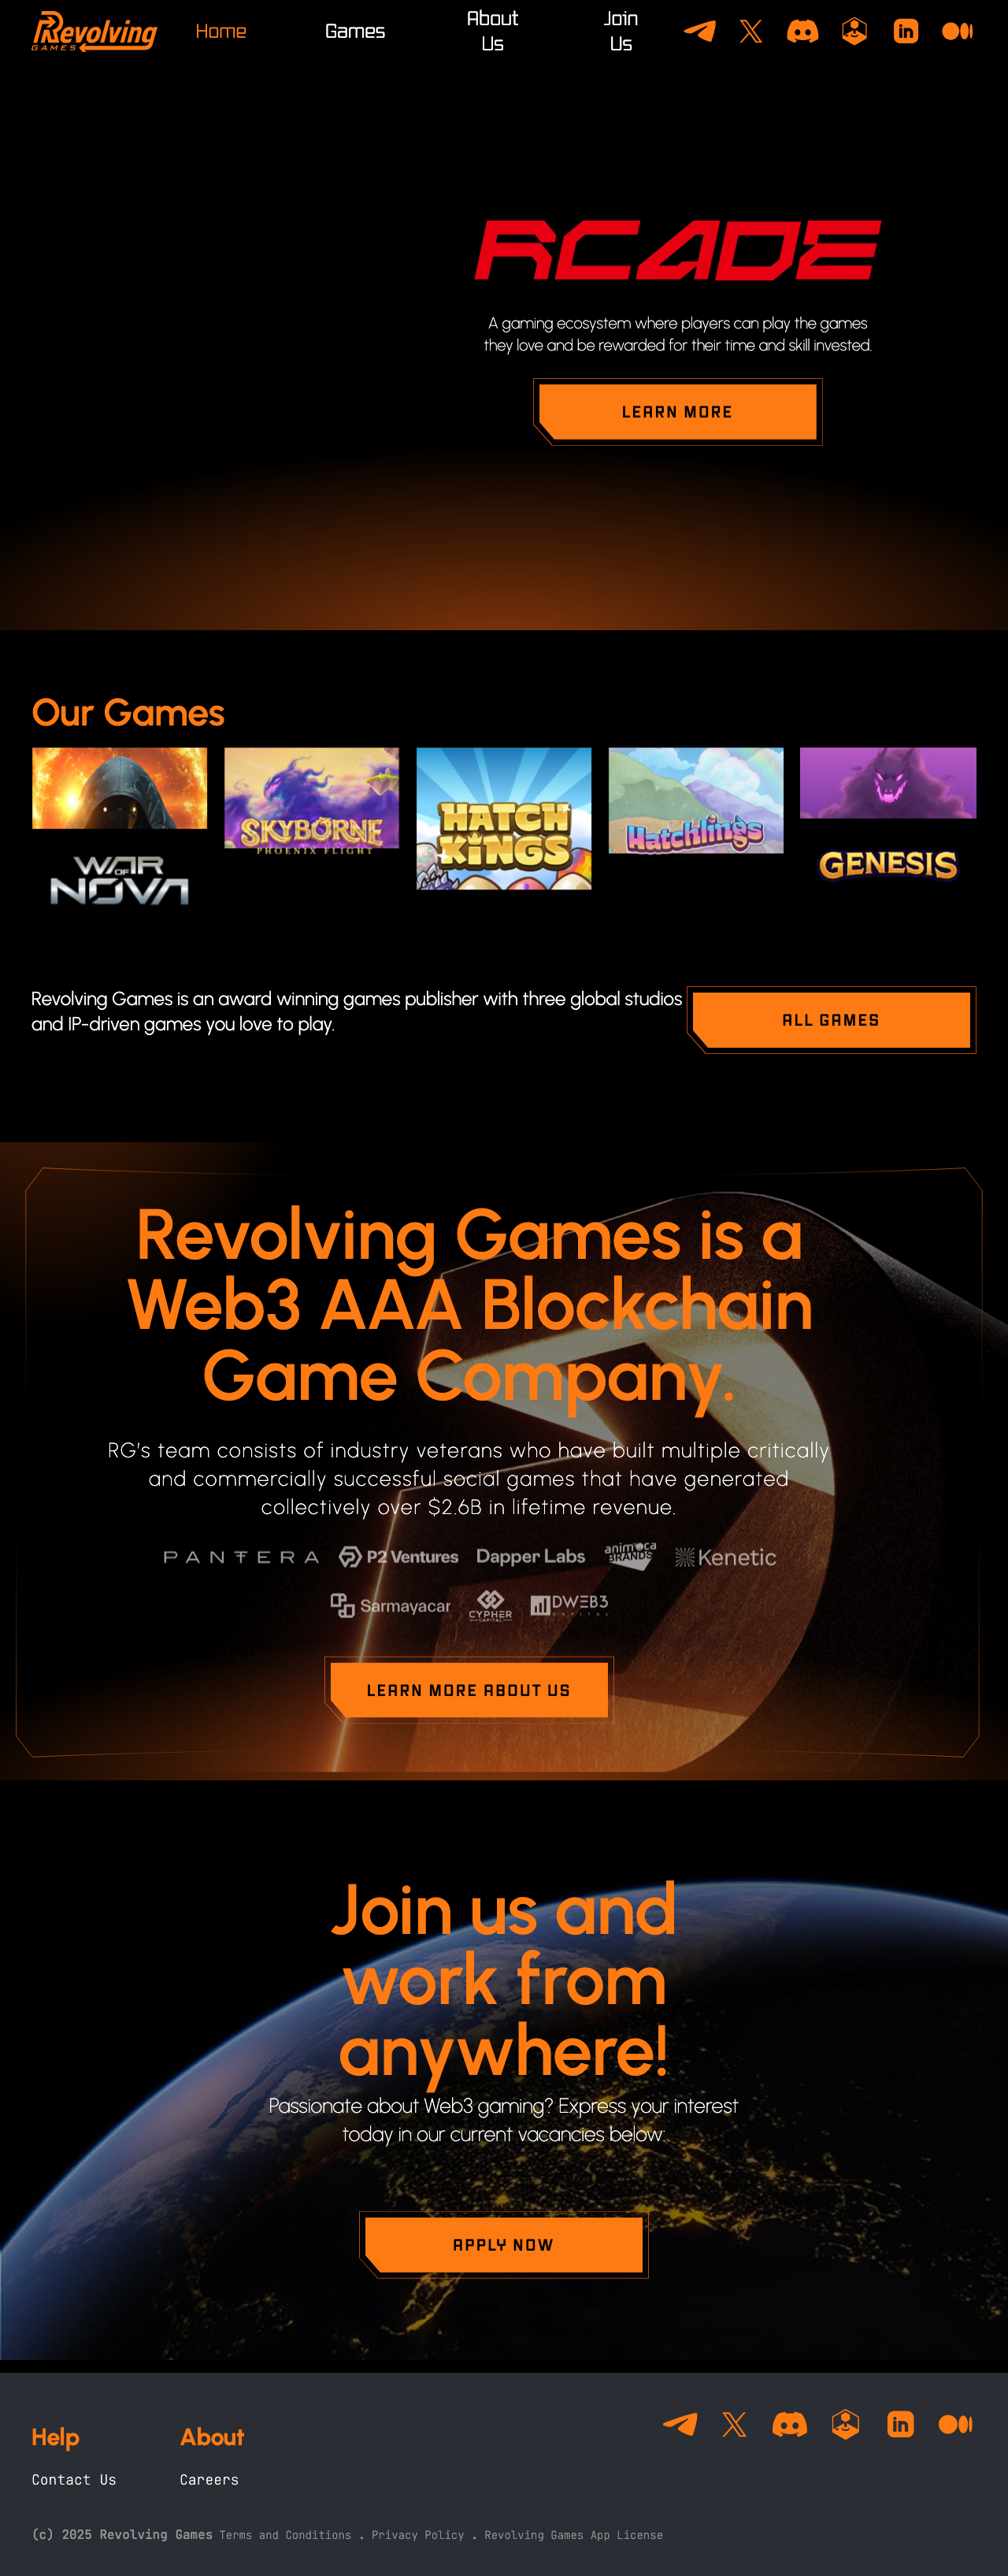 Revolving
GAMES
Home
Games
About
Us
Join
Us
in
RCADE
A gaming ecosystem where players can play the games
they love and be rewarded for their time and skill invested.
LEARN MORE
Our Games
WAR
OF
NOVA
SKYBORNE
PHOENIX FLIGHT
HATCH
KINGS
Hatchlings
GENESIS
Revolving Games is an award winning games publisher with three global studios
and IP-driven games you love to play.
ALL GAMES
Revolving Games is a
Web3 AAA Blockchain
Game Company.
RG's team consists of industry veterans who have built multiple critically
and commercially successful social games that have generated
collectively over $2.6B in lifetime revenue.
PANTERA
P2 Ventures
Dapper Labs
animoca
BRANDS
Kenetic
Sarmayacar
CYPHER
CAPITAL
DWEB3
CAPITAL
LEARN MORE ABOUT US
Join us and
work from
anywhere!
Passionate about Web3 gaming? Express your interest
today in our current vacancies below:
APPLY NOW
Help
About
in
Contact Us
Careers
(c) 2025 Revolving Games Terms and Conditions . Privacy Policy . Revolving Games App License